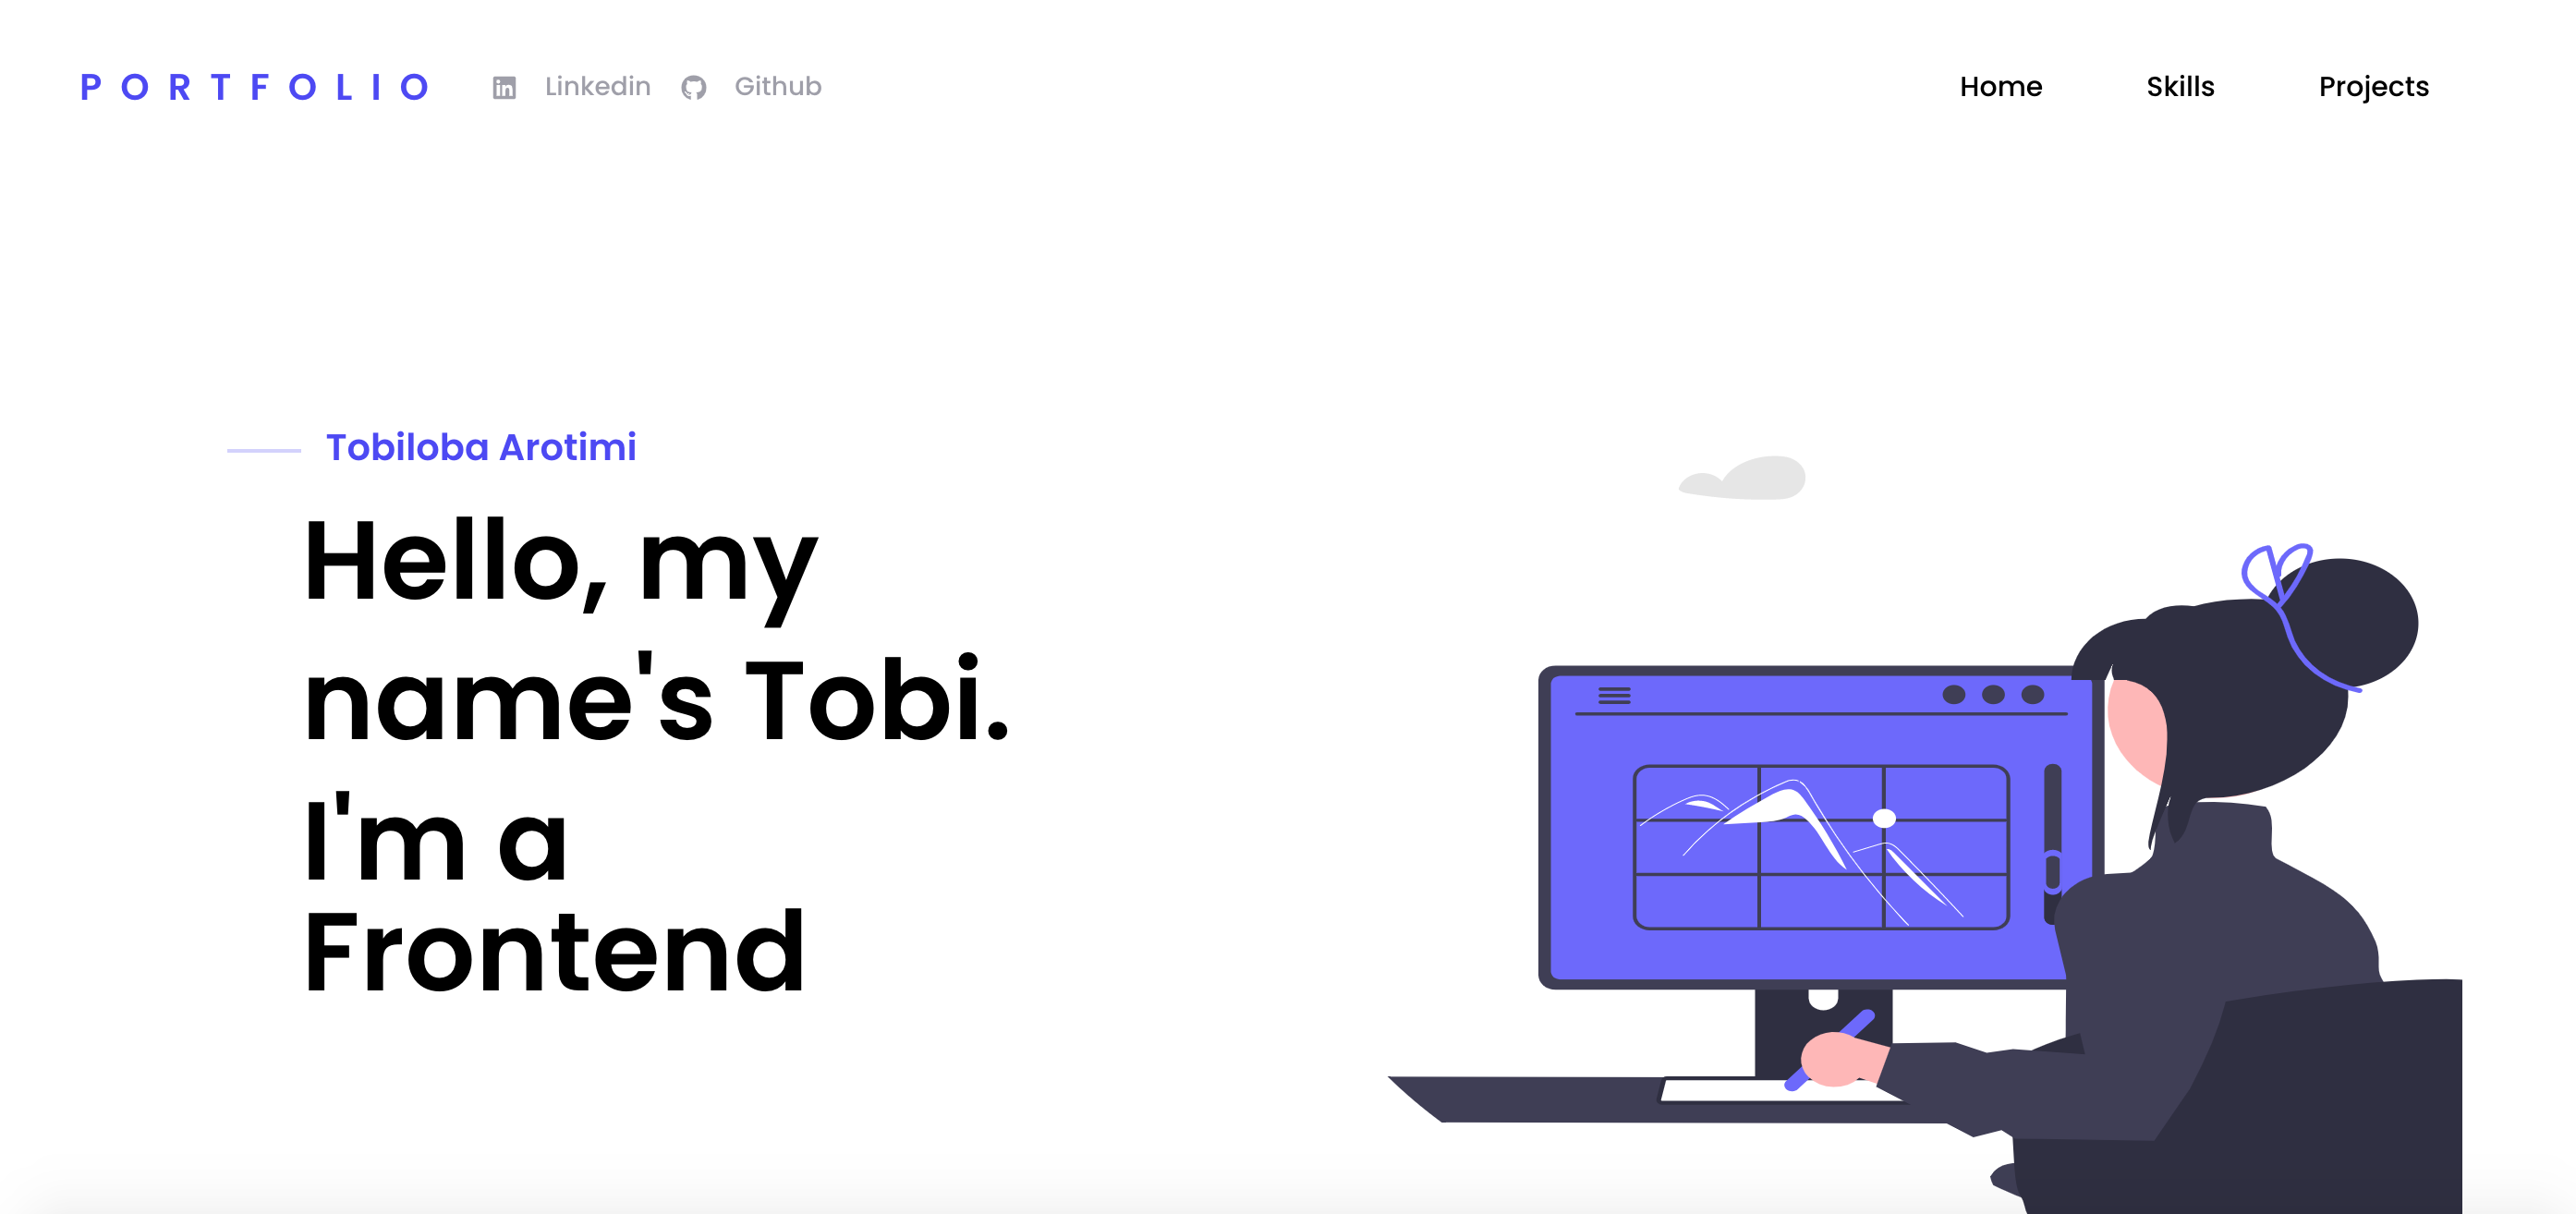 PORTFOLIO Linkedin Github Home Skills Projects
Tobiloba Arotimi
Hello, my
name's Tobi.
I'm a
Frontend